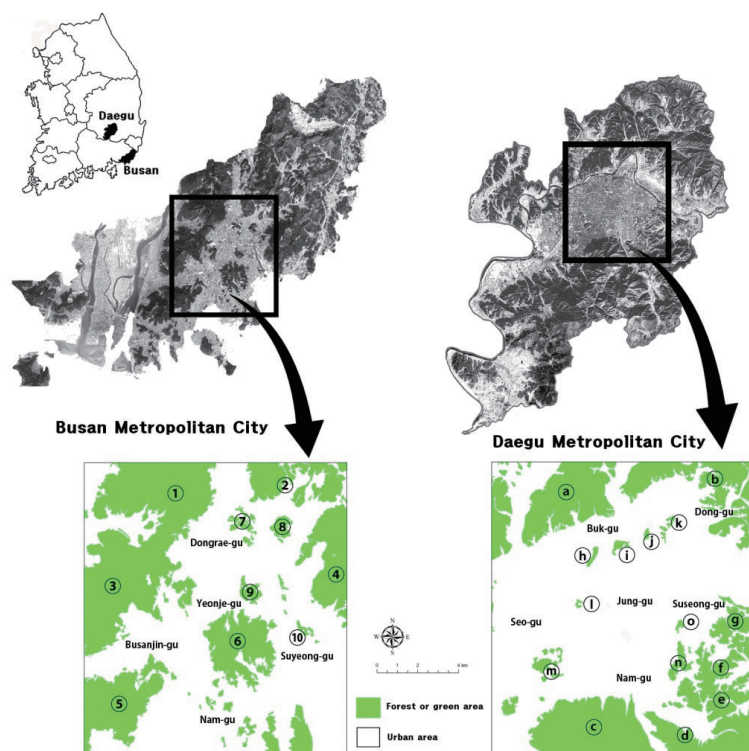 Daegu
Busan
Busan Metropolitan City
Daegu Metropolitan City
1
2
7
8
Dongrae-gu
3
4
9
Yeonje-gu
6
10
Busanjin-gu
Suyeong-gu
5
Nam-gu
N
W
E
S
0
1
2
4 km
Forest or green area
Urban area
a
b
Dong-gu
k
Buk-gu
j
h
i
l
Jung-gu
Suseong-gu
Seo-gu
o
g
n
f
m
Nam-gu
e
c
d